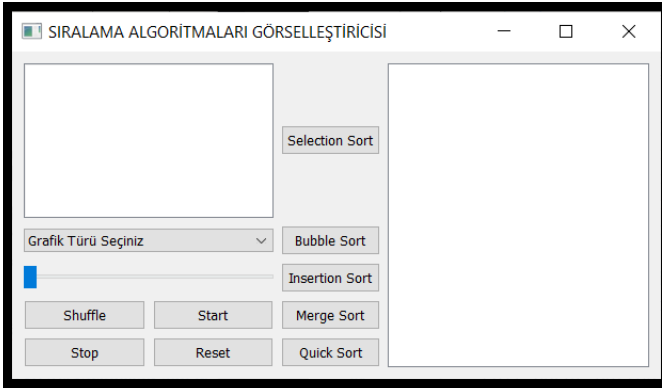 SIRALAMA ALGORİTMALARI GÖRSELLEŞTİRİCİSİ
Selection Sort
Grafik Türü Seçiniz
Bubble Sort
Insertion Sort
Shuffle
Start
Merge Sort
Stop
Reset
Quick Sort